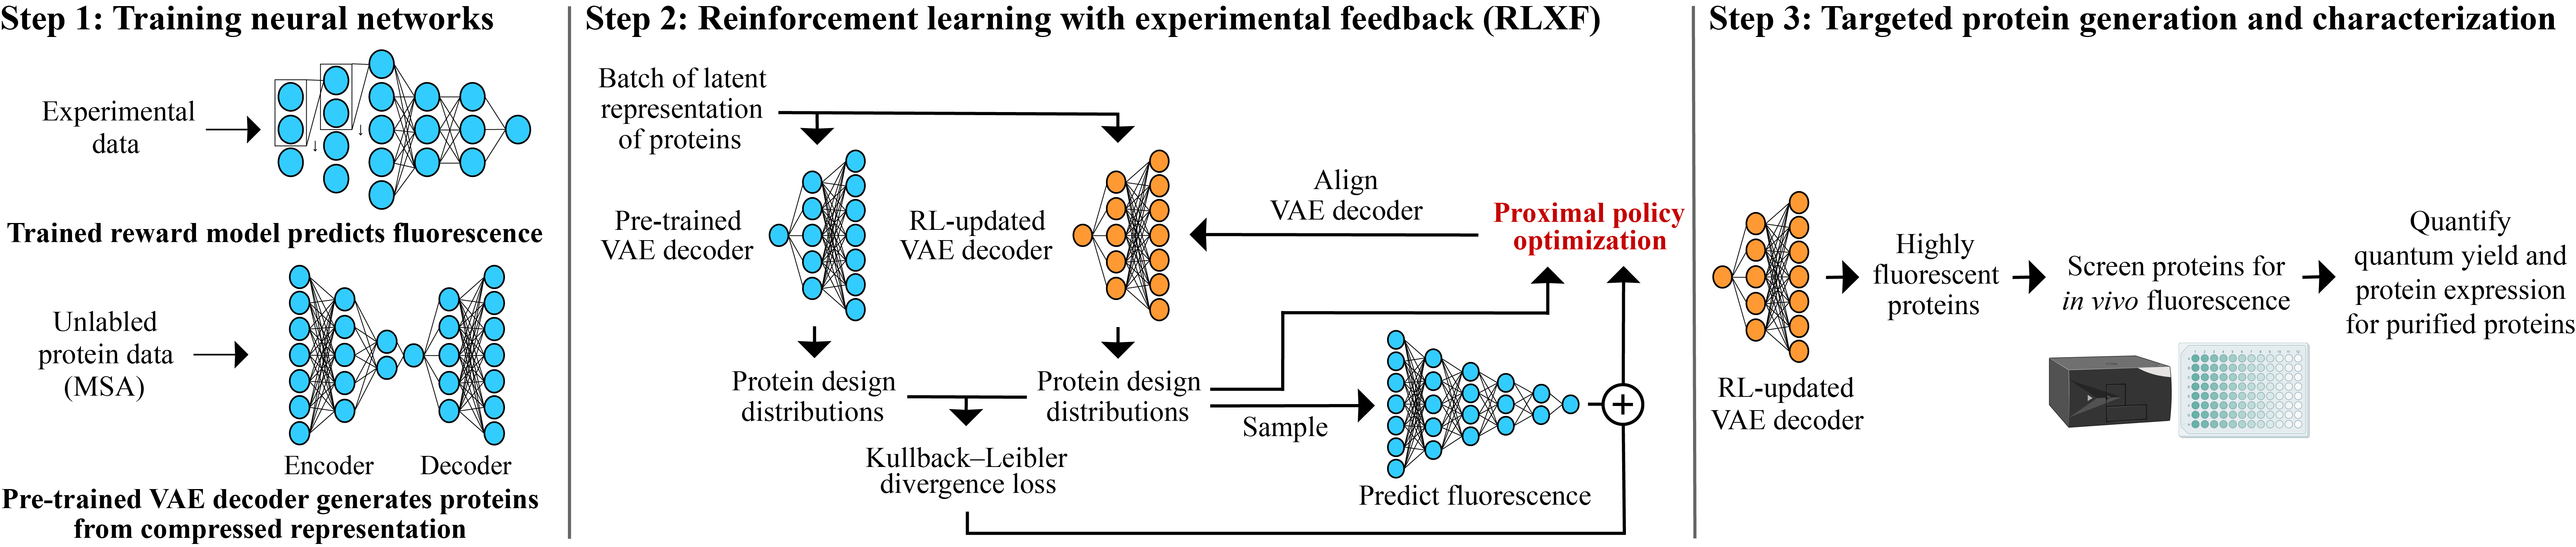 Step 1: Training neural networks
Experimental
data
Trained reward model predicts fluorescence
Unlabled
protein data
(MSA)
Encoder
Decoder
Pre-trained VAE decoder generates proteins
from compressed representation
Step 2: Reinforcement learning with experimental feedback (RLXF)
Batch of latent
representation
of proteins
Pre-trained
VAE decoder
RL-updated
VAE decoder
Align
VAE decoder
Proximal policy
optimization
Protein design
distributions
Protein design
distributions
Sample
+
Kullback–Leibler
divergence loss
Predict fluorescence
Step 3: Targeted protein generation and characterization
RL-updated
VAE decoder
Highly
fluorescent
proteins
Screen proteins for
in vivo fluorescence
Quantify
quantum yield and
protein expression
for purified proteins